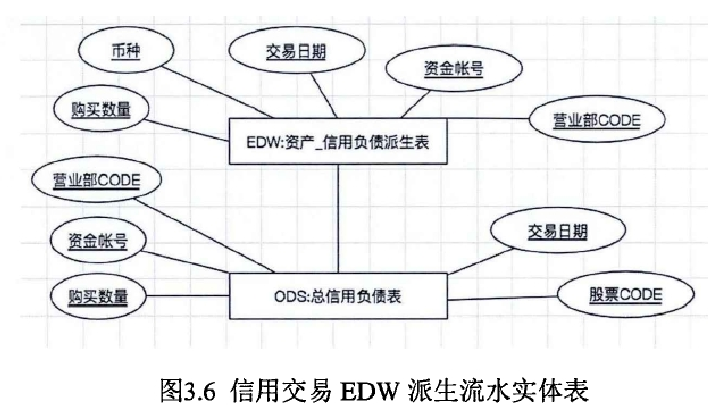 币种
交易日期
资金帐号
购买数量
营业部CODE
EDW:资产_信用负债派生表
营业部CODE
资金帐号
交易日期
购买数量
ODS:总信用负债表
股票CODE
图3.6 信用交易 EDW 派生流水实体表